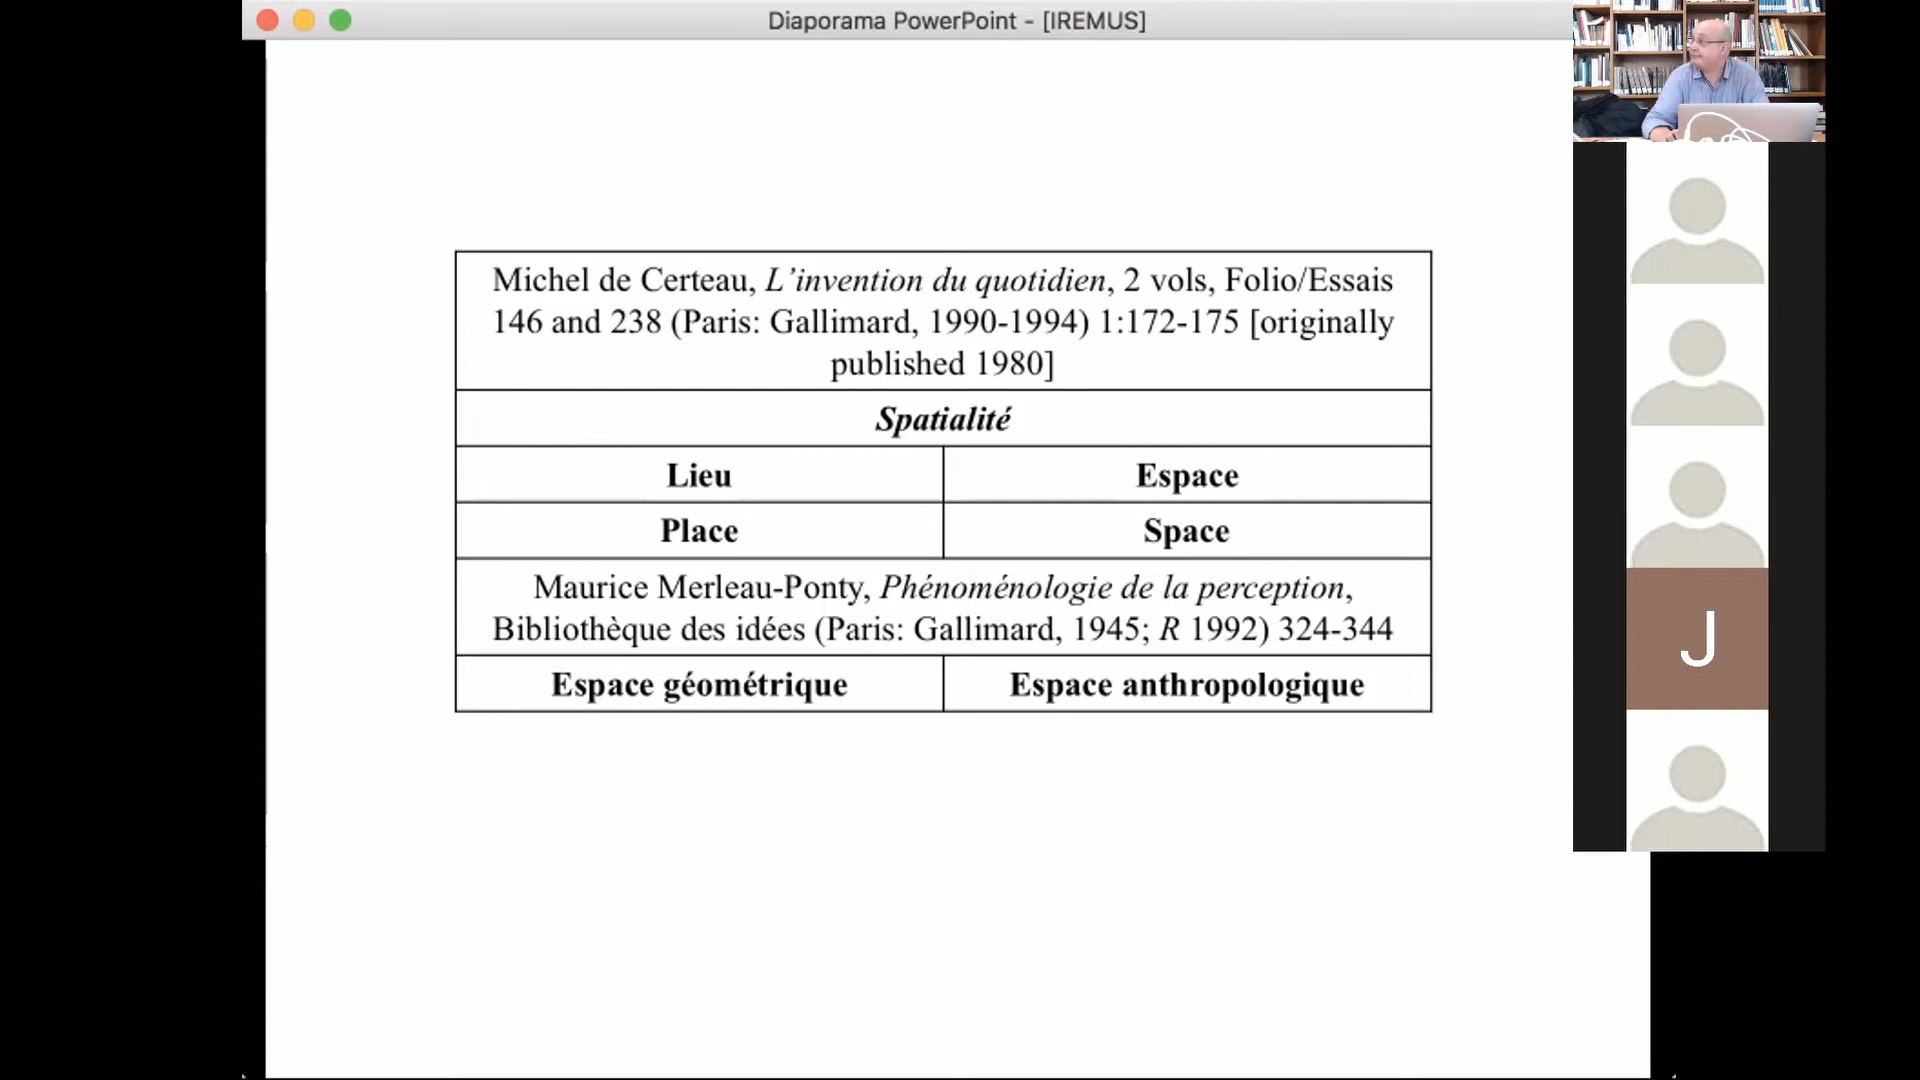 Diaporama PowerPoint - [IREMUS]
Michel de Certeau, L’invention du quotidien, 2 vols, Folio/Essais
146 and 238 (Paris: Gallimard, 1990-1994) 1:172-175 [originally
published 1980]
Spatialité
Lieu
Espace
Place
Space
Maurice Merleau-Ponty, Phénoménologie de la perception,
Bibliothèque des idées (Paris: Gallimard, 1945; R 1992) 324-344
Espace géométrique
Espace anthropologique
J